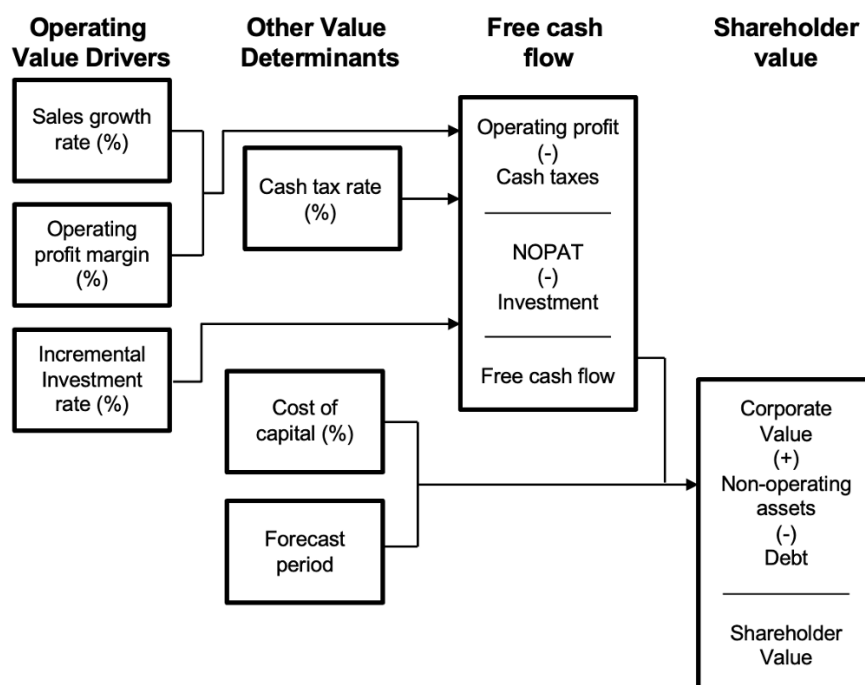 Operating
Value Drivers
Other Value
Determinants
Free cash
flow
Shareholder
value
Sales growth
rate (%)
Operating
profit margin
(%)
Incremental
Investment
rate (%)
Cash tax rate
(%)
Cost of
capital (%)
Forecast
period
Operating profit
(-)
Cash taxes
NOPAT
(-)
Investment
Free cash flow
Corporate
Value
(+)
Non-operating
assets
(-)
Debt
Shareholder
Value